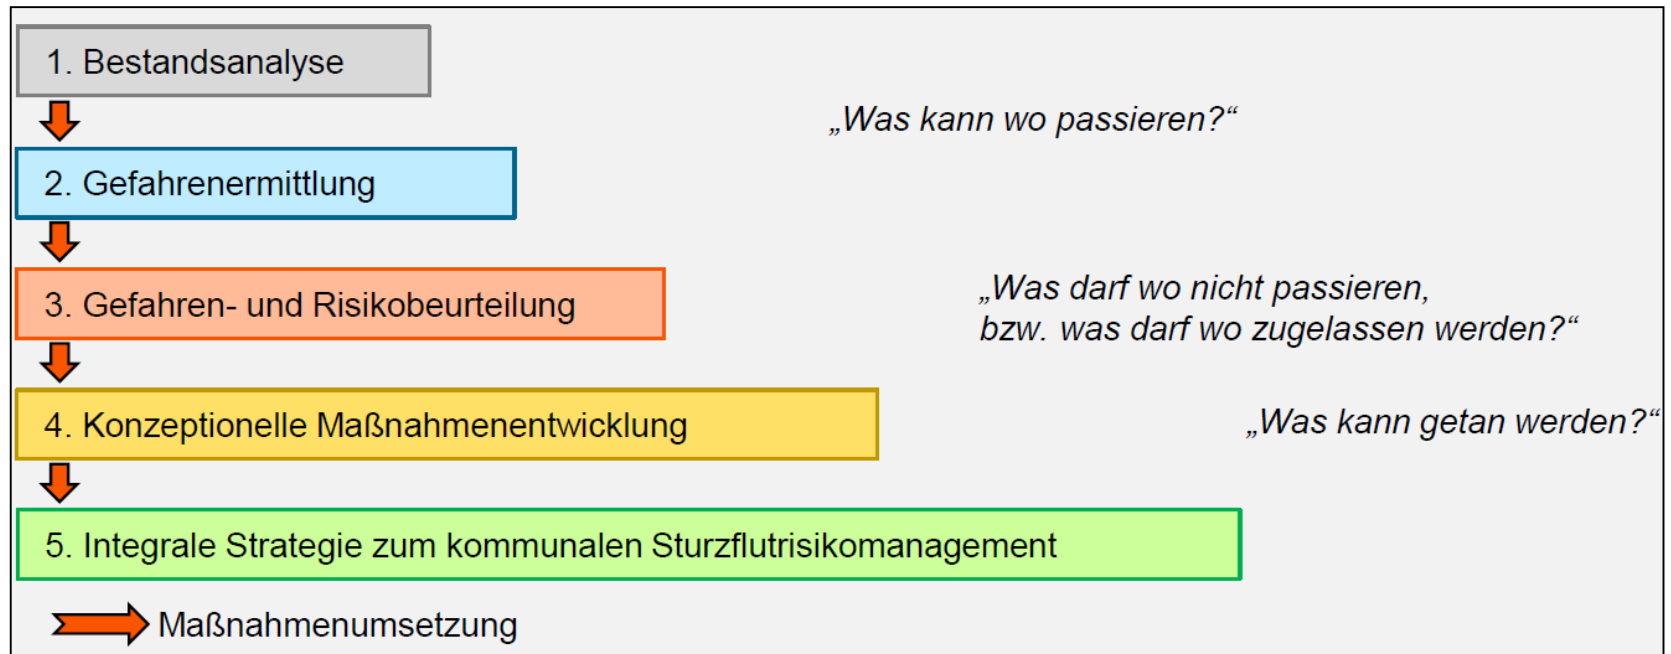 1. Bestandsanalyse
„Was kann wo passieren?“
2. Gefahrenermittlung
3. Gefahren- und Risikobeurteilung
„Was darf wo nicht passieren,
bzw. was darf wo zugelassen werden?“
4. Konzeptionelle Maßnahmenentwicklung
„Was kann getan werden?“
5. Integrale Strategie zum kommunalen Sturzflutrisikomanagement
Maßnahmenumsetzung